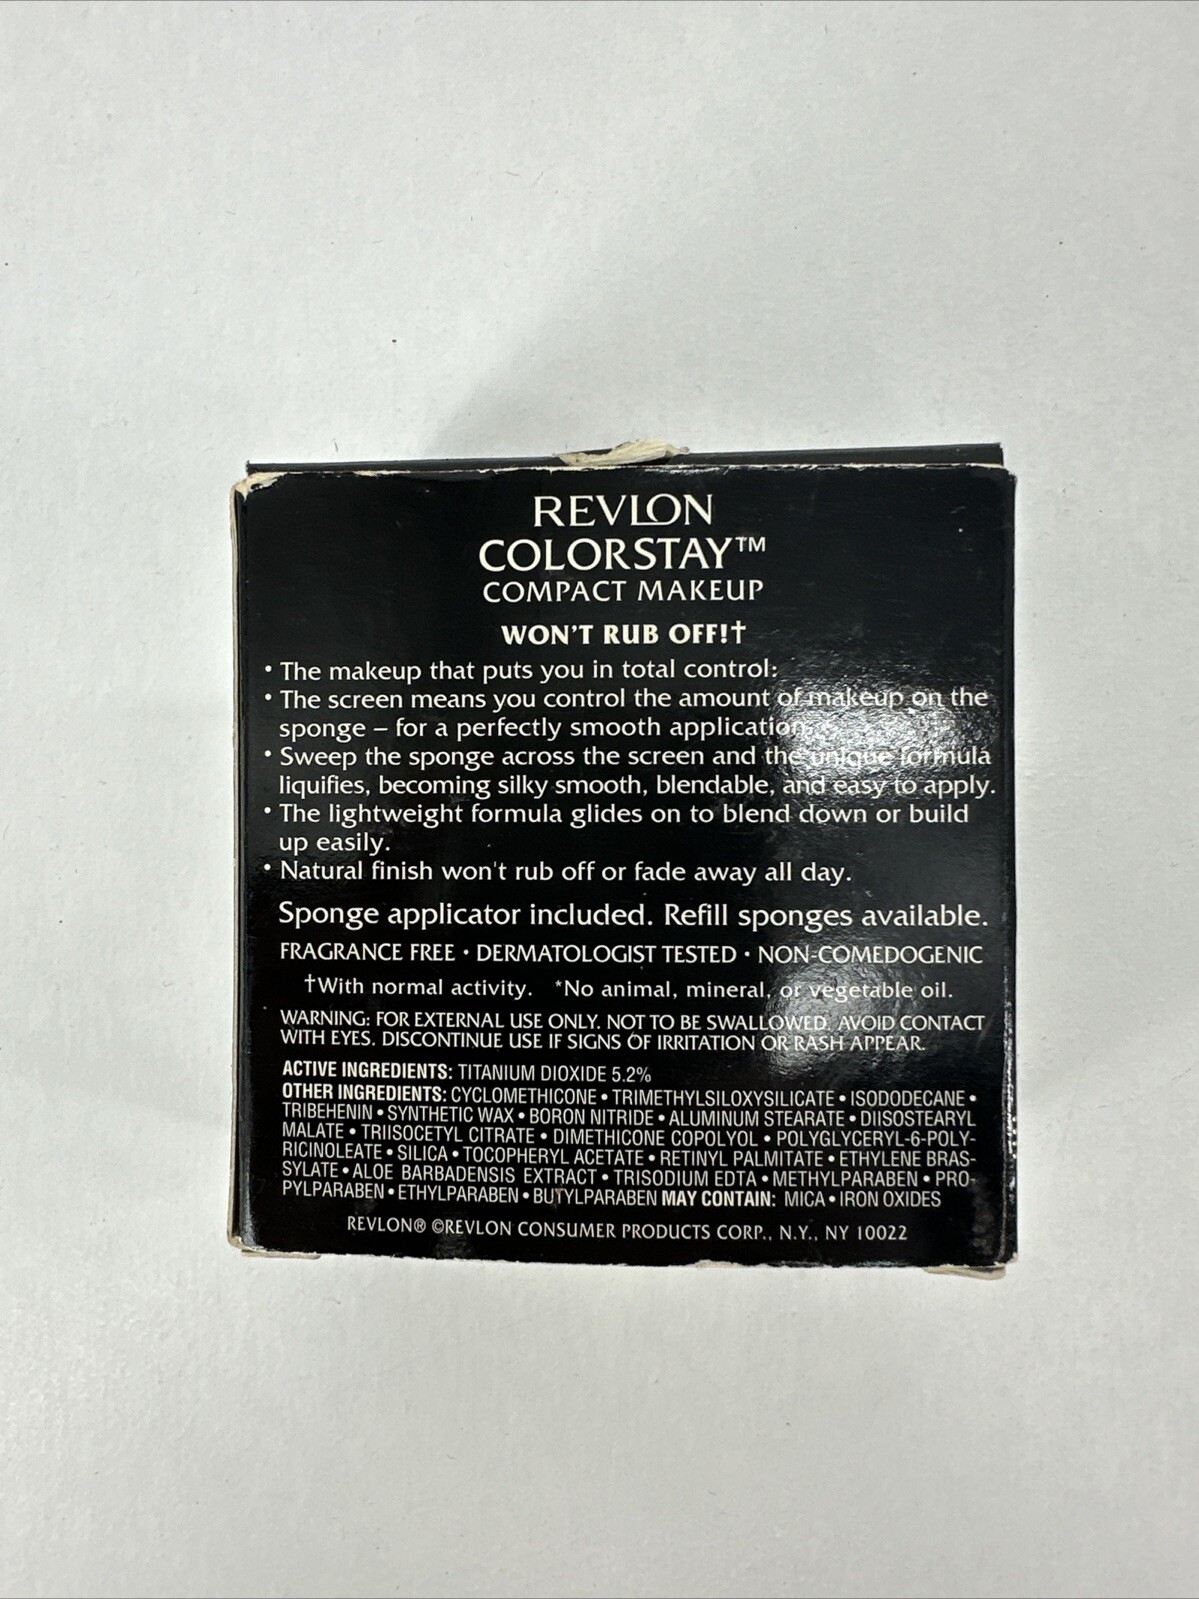 REVLON
COLORSTAY™
COMPACT MAKEUP
WON'T RUB OFF!†
• The makeup that puts you in total control:
• The screen means you control the amount of makeup on the
sponge – for a perfectly smooth application.
• Sweep the sponge across the screen and the unique formula
liquifies, becoming silky smooth, blendable, and easy to apply.
• The lightweight formula glides on to blend down or build
up easily.
• Natural finish won't rub off or fade away all day.
Sponge applicator included. Refill sponges available.
FRAGRANCE FREE • DERMATOLOGIST TESTED • NON-COMEDOGENIC
†With normal activity. *No animal, mineral, or vegetable oil.
WARNING: FOR EXTERNAL USE ONLY. NOT TO BE SWALLOWED. AVOID CONTACT
WITH EYES. DISCONTINUE USE IF SIGNS OF IRRITATION OR RASH APPEAR.
ACTIVE INGREDIENTS: TITANIUM DIOXIDE 5.2%
OTHER INGREDIENTS: CYCLOMETHICONE • TRIMETHYLSILOXYSILICATE • ISODODECANE •
TRIBEHENIN • SYNTHETIC WAX • BORON NITRIDE • ALUMINUM STEARATE • DIISOSTEARYL
MALATE • TRIISOCETYL CITRATE • DIMETHICONE COPOLYOL • POLYGLYCERYL-6-POLY-
RICINOLEATE • SILICA • TOCOPHERYL ACETATE • RETINYL PALMITATE • ETHYLENE BRAS-
SYLATE • ALOE BARBADENSIS EXTRACT • TRISODIUM EDTA • METHYLPARABEN • PRO-
PYLPARABEN • ETHYLPARABEN • BUTYLPARABEN MAY CONTAIN: MICA • IRON OXIDES
REVLON® ©REVLON CONSUMER PRODUCTS CORP., N.Y., NY 10022